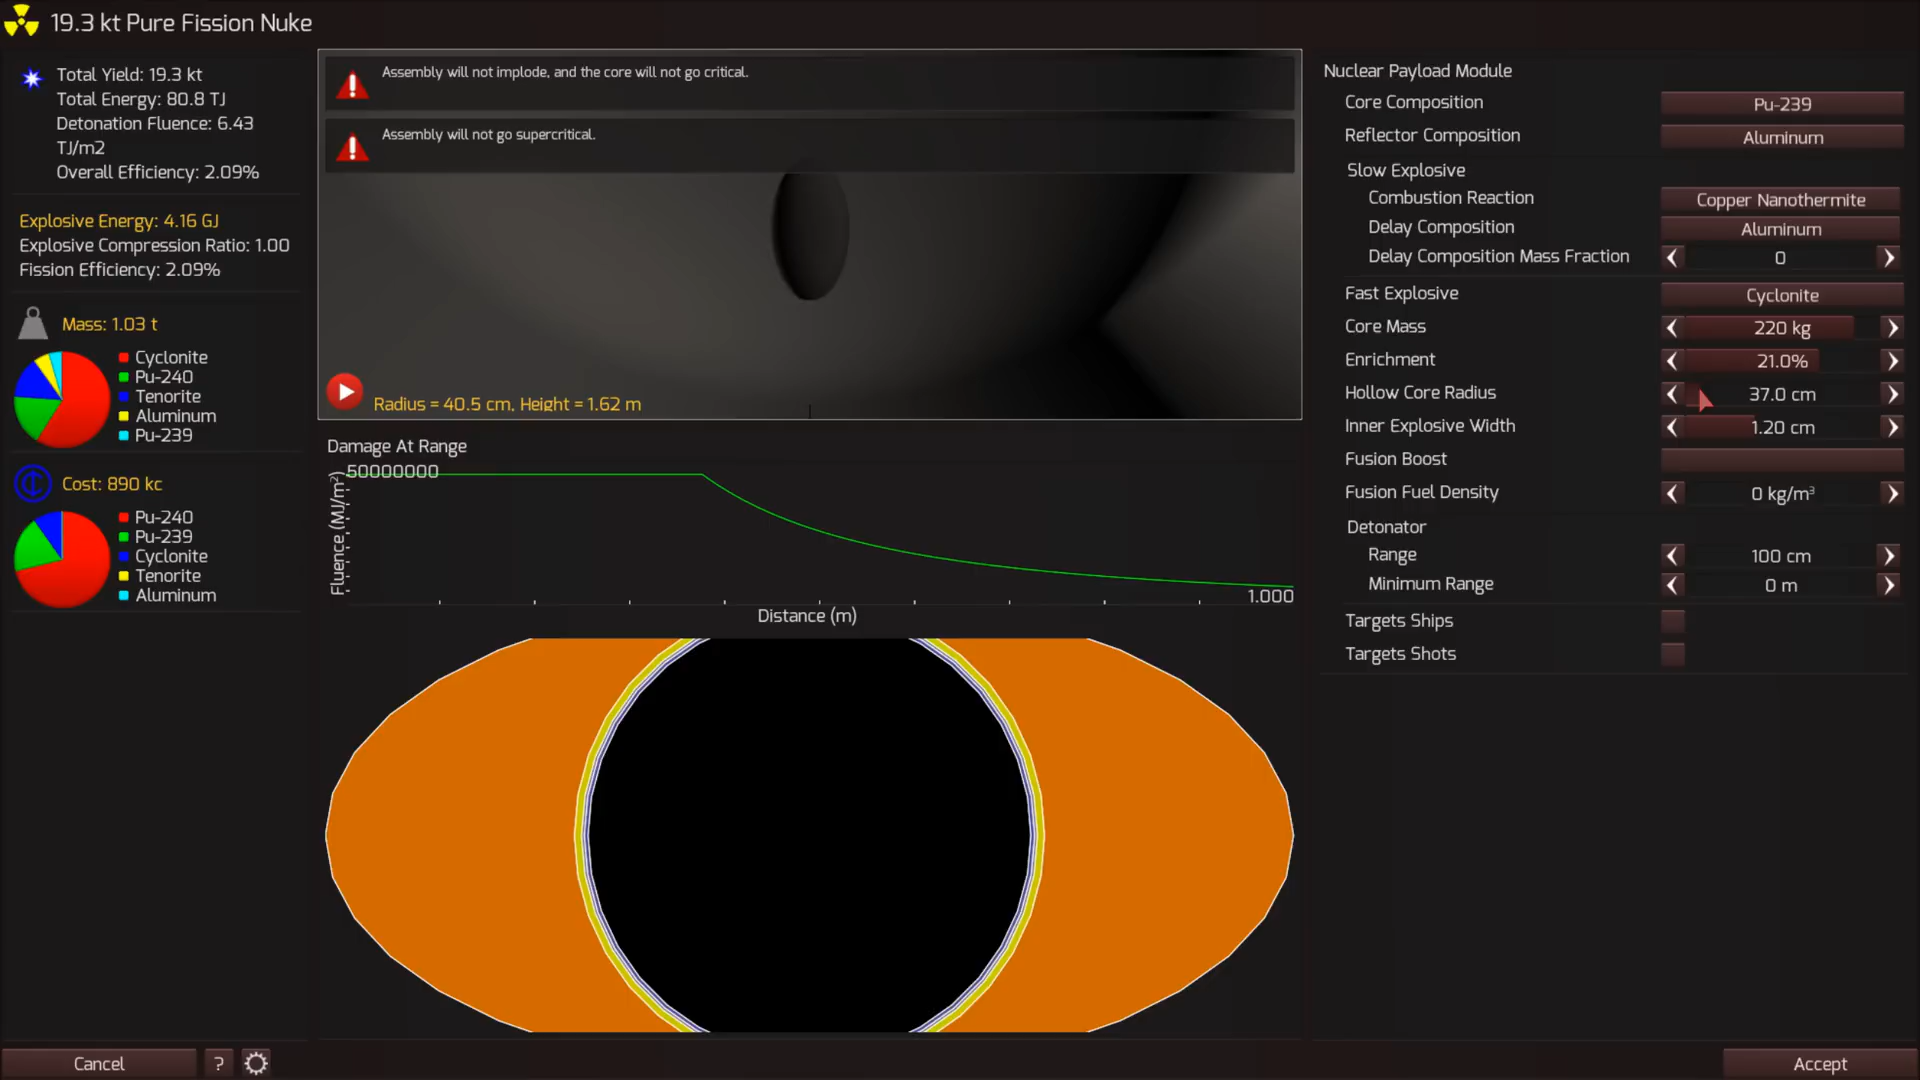 19.3 kt Pure Fission Nuke
Total Yield: 19.3 kt
Total Energy: 80.8 TJ
Detonation Fluence: 6.43
TJ/m2
Overall Efficiency: 2.09%
Explosive Energy: 4.16 GJ
Explosive Compression Ratio: 1.00
Fission Efficiency: 2.09%
Mass: 1.03 t
Cyclonite
Pu-240
Tenorite
Aluminum
Pu-239
Cost: 890 kc
Pu-240
Pu-239
Cyclonite
Tenorite
Aluminum
Assembly will not implode, and the core will not go critical.
Assembly will not go supercritical.
Radius = 40.5 cm, Height = 1.62 m
Damage At Range
50000000
Fluence (MJ/m²)
1.000
Distance (m)
Nuclear Payload Module
Core Composition Pu-239
Reflector Composition Aluminum
Slow Explosive
Combustion Reaction Copper Nanothermite
Delay Composition Aluminum
Delay Composition Mass Fraction 0
Fast Explosive Cyclonite
Core Mass 220 kg
Enrichment 21.0%
Hollow Core Radius 37.0 cm
Inner Explosive Width 1.20 cm
Fusion Boost
Fusion Fuel Density 0 kg/m³
Detonator
Range 100 cm
Minimum Range 0 m
Targets Ships
Targets Shots
Cancel ? Accept